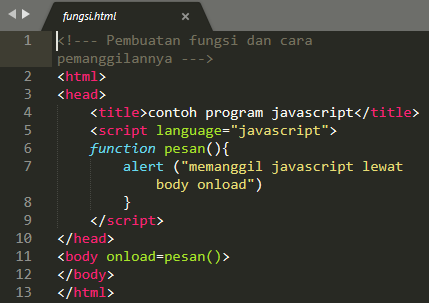 fungsi.html
1 <!--- Pembuatan fungsi dan cara
pemanggilannya --->
2 <html>
3 <head>
4 <title>contoh program javascript</title>
5 <script language="javascript">
6 function pesan(){
7 alert ("memanggil javascript lewat
body onload")
8 }
9 </script>
10 </head>
11 <body onload=pesan()>
12 </body>
13 </html>